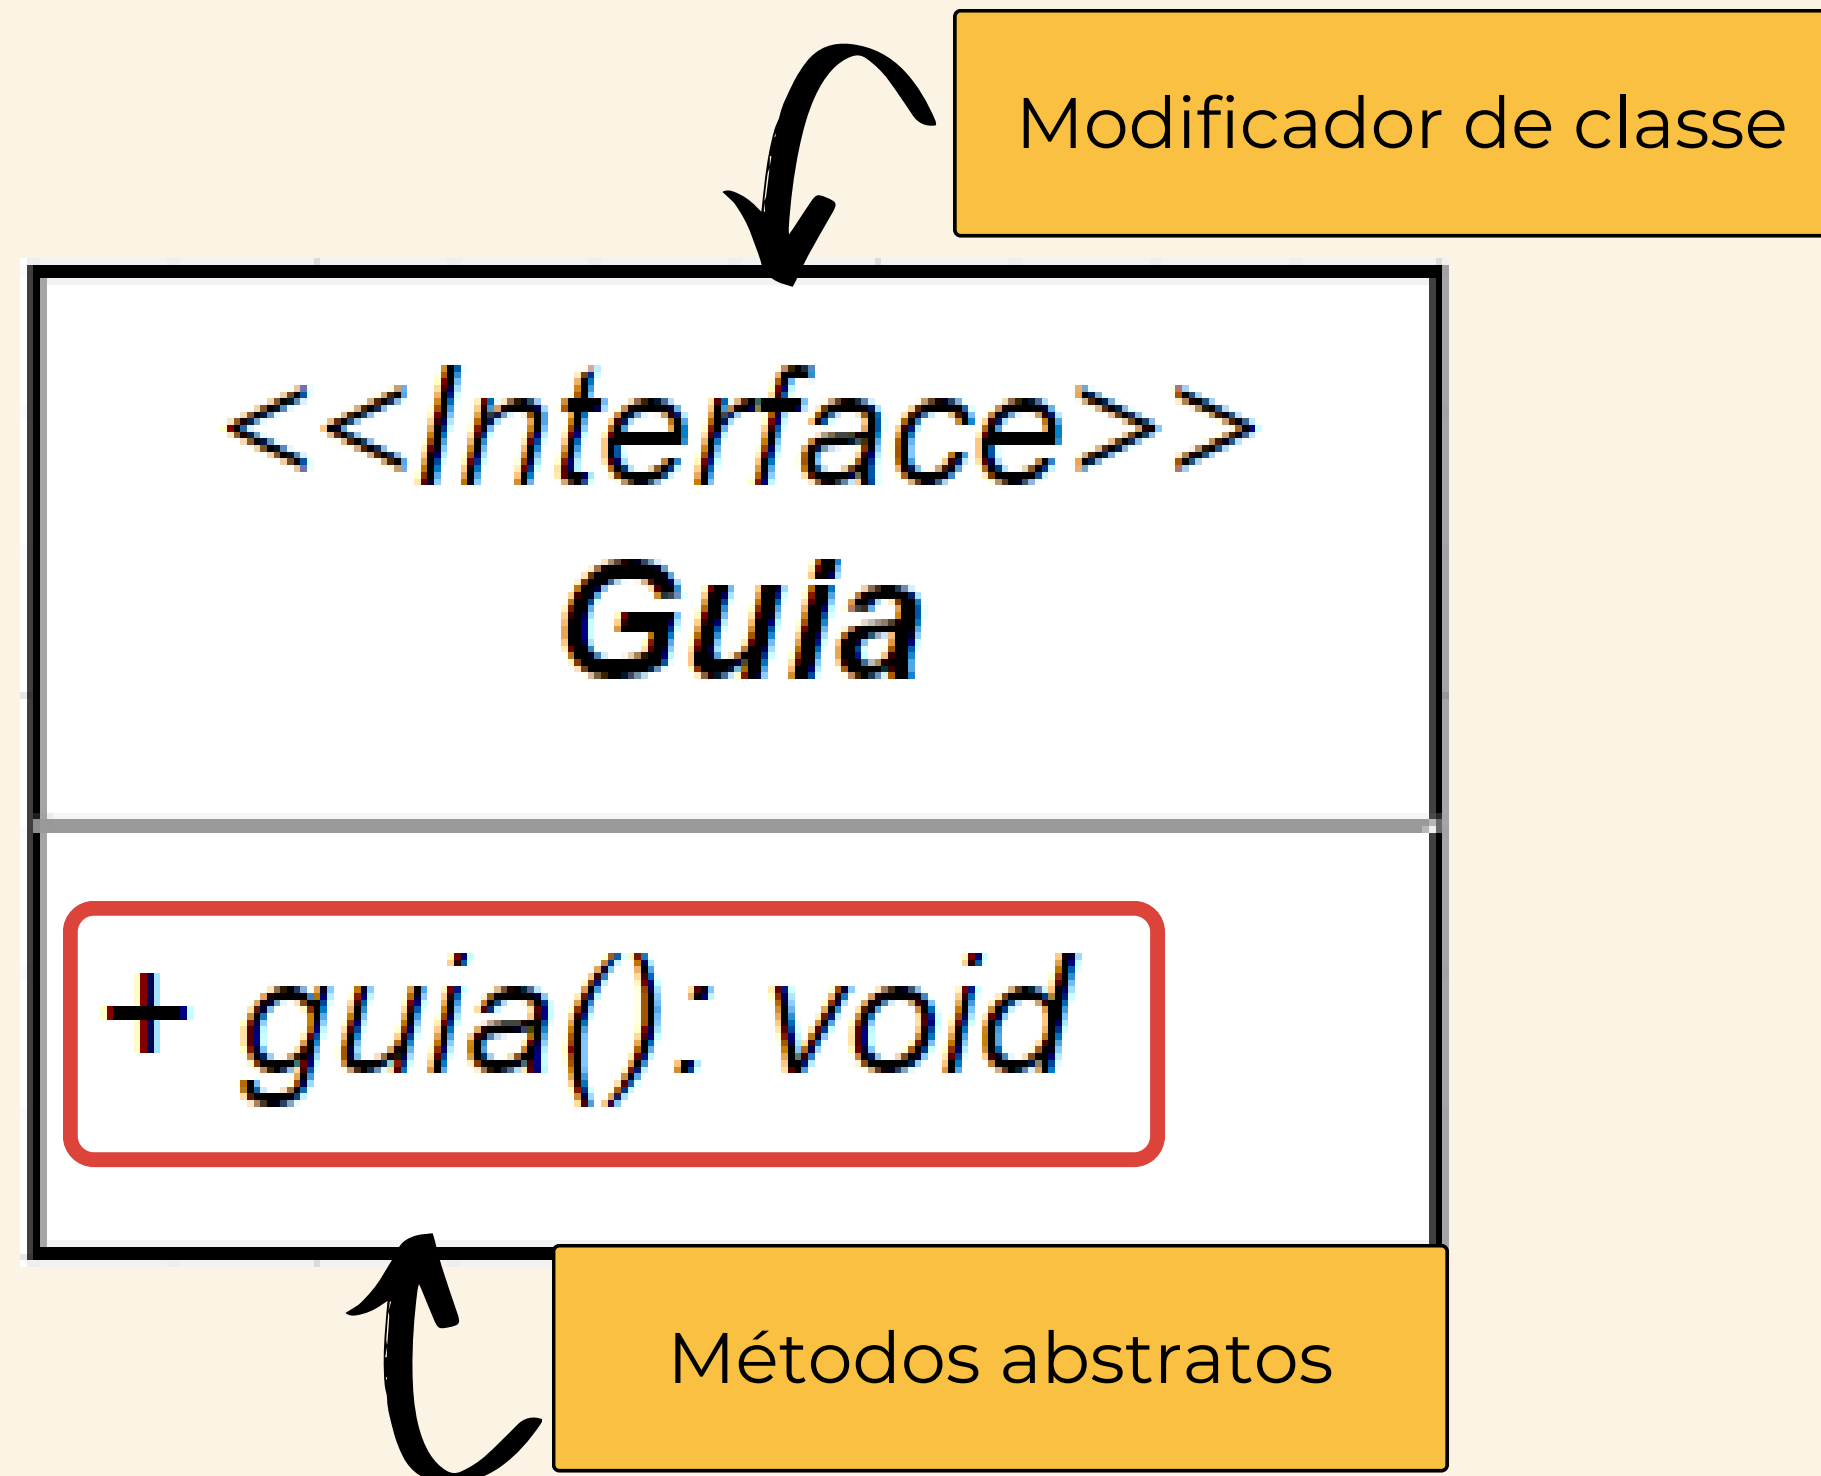 Modificador de classe
<<Interface>>
Guia
+ guia(): void
Métodos abstratos